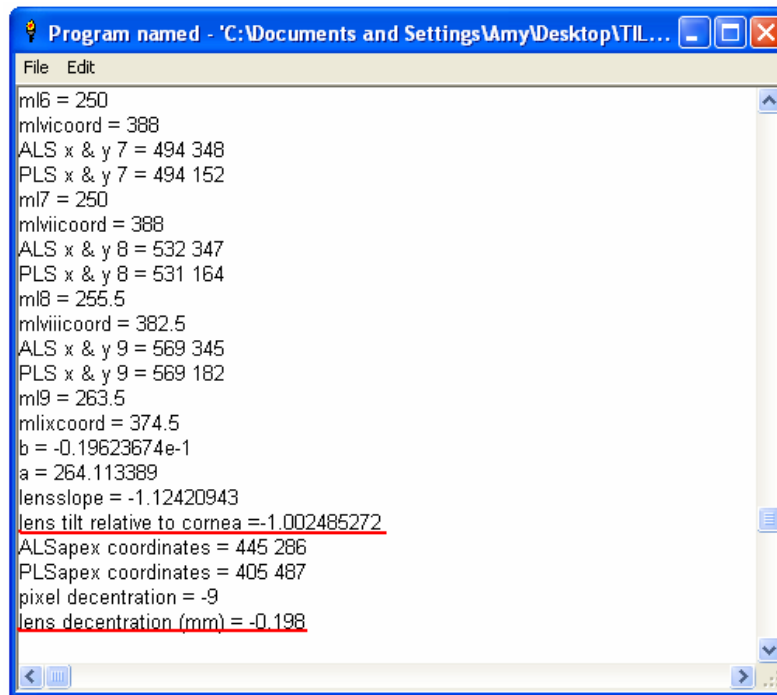 Program named - 'C:\Documents and Settings\Amy\Desktop\TIL...
File Edit
ml6 = 250
mlvicoord = 388
ALS x & y 7 = 494 348
PLS x & y 7 = 494 152
ml7 = 250
mlviicoord = 388
ALS x & y 8 = 532 347
PLS x & y 8 = 531 164
ml8 = 255.5
mlviiicoord = 382.5
ALS x & y 9 = 569 345
PLS x & y 9 = 569 182
ml9 = 263.5
mlixcoord = 374.5
b = -0.19623674e-1
a = 264.113389
lensslope = -1.12420943
lens tilt relative to cornea =-1.002485272
ALSapex coordinates = 445 286
PLSapex coordinates = 405 487
pixel decentration = -9
lens decentration (mm) = -0.198